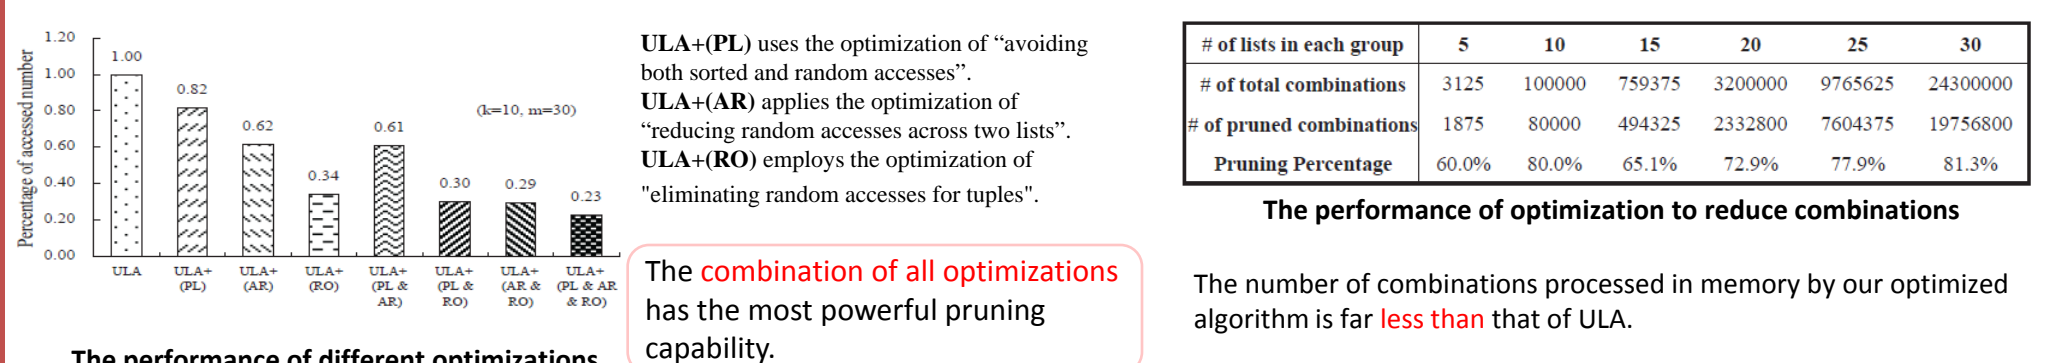 1.20
1.00
0.80
0.60
0.40
0.20
0.00
Percentage of accessed number
1.00
0.82
0.62
0.34
0.61
0.30
0.29
0.23
(k=10, m=30)
ULA ULA+ ULA+ ULA+ ULA+ ULA+ ULA+ ULA+
(PL) (AR) (RO) (PL & (PL & (AR & (PL & AR
AR) RO) RO) & RO)
The performance of different optimizations
ULA+(PL) uses the optimization of “avoiding
both sorted and random accesses”.
ULA+(AR) applies the optimization of
“reducing random accesses across two lists”.
ULA+(RO) employs the optimization of
"eliminating random accesses for tuples".
The combination of all optimizations
has the most powerful pruning
capability.
# of lists in each group 5 10 15 20 25 30
# of total combinations 3125 100000 759375 3200000 9765625 24300000
# of pruned combinations 1875 80000 494325 2332800 7604375 19756800
Pruning Percentage 60.0% 80.0% 65.1% 72.9% 77.9% 81.3%
The performance of optimization to reduce combinations
The number of combinations processed in memory by our optimized
algorithm is far less than that of ULA.